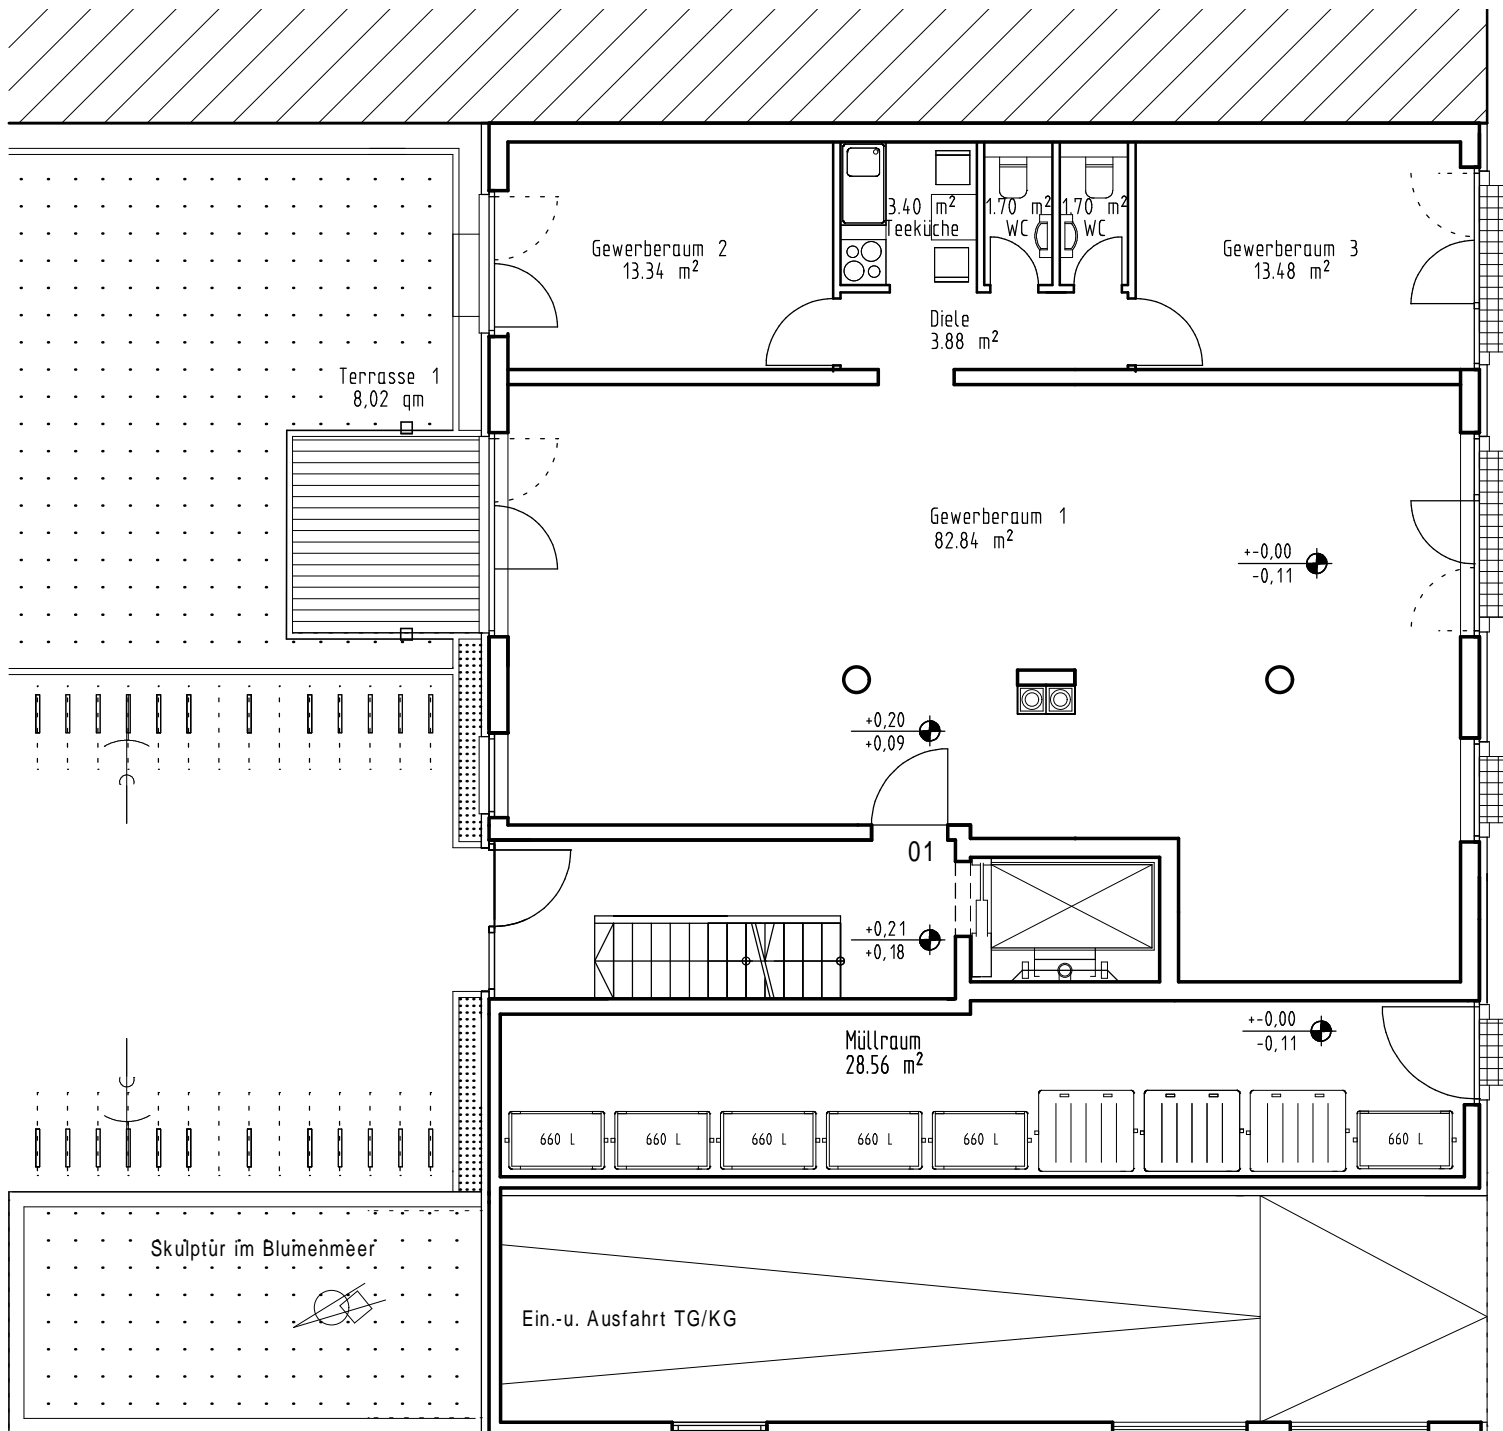 3.40 m²
Teeküche
1.70 m²
WC
1.70 m²
WC
Gewerberaum 2
13.34 m²
Gewerberaum 3
13.48 m²
Diele
3.88 m²
Terrasse 1
8,02 qm
Gewerberaum 1
82.84 m²
+-0,00
-0,11
+0,20
+0,09
01
+0,21
+0,18
Müllraum
28.56 m²
+-0,00
-0,11
660 L
660 L
660 L
660 L
660 L
660 L
Skulptur im Blumenmeer
Ein.-u. Ausfahrt TG/KG